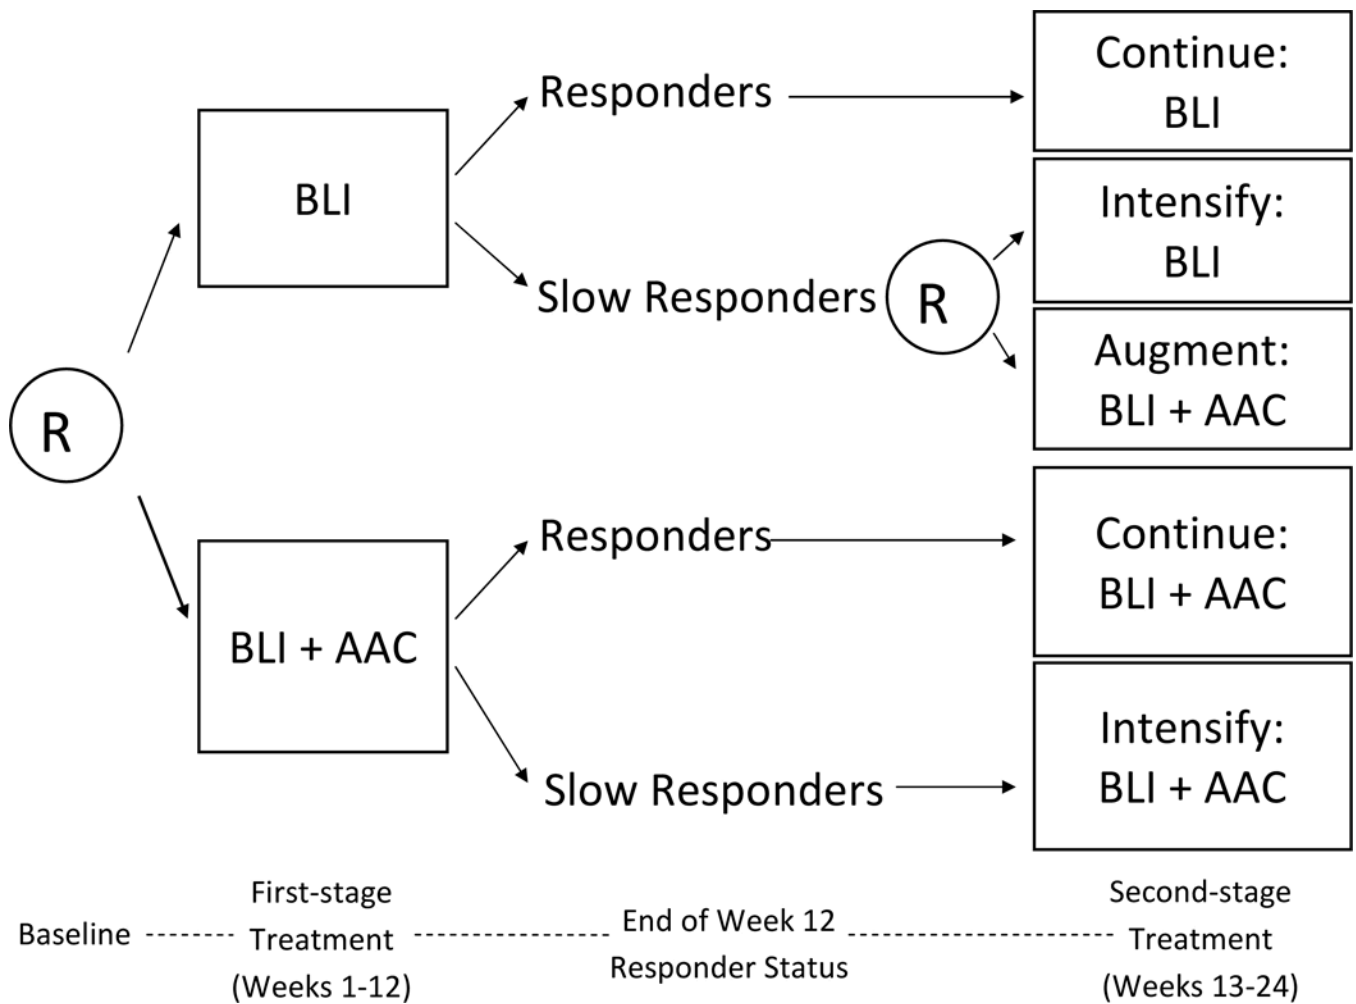 R
BLI
Responders
Slow Responders
R
Continue:
BLI
Intensify:
BLI
Augment:
BLI + AAC
BLI + AAC
Responders
Slow Responders
Continue:
BLI + AAC
Intensify:
BLI + AAC
Baseline
First-stage
Treatment
(Weeks 1-12)
End of Week 12
Responder Status
Second-stage
Treatment
(Weeks 13-24)